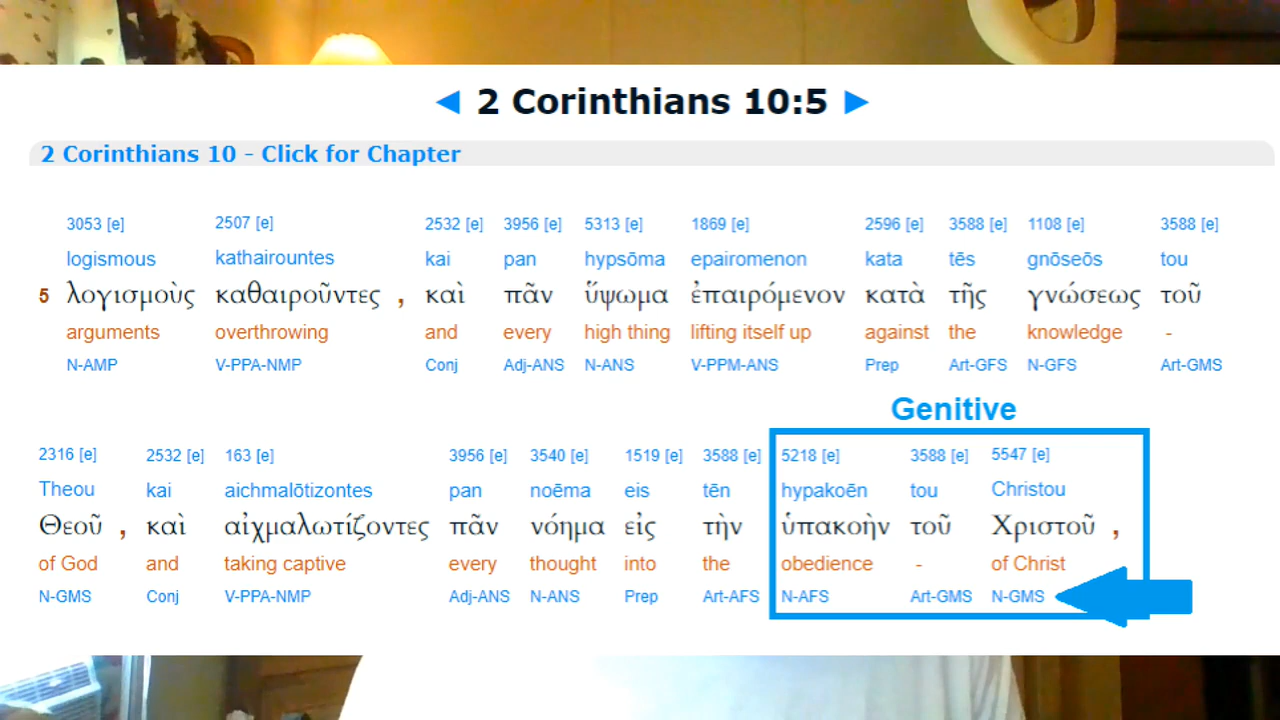 ◄ 2 Corinthians 10:5 ►
2 Corinthians 10 - Click for Chapter
3053 [e] 2507 [e] 2532 [e] 3956 [e] 5313 [e] 1869 [e] 2596 [e] 3588 [e] 1108 [e] 3588 [e]
logismous kathairountes kai pan hypsōma epairomenon kata tēs gnōseōs tou
5 λογισμοὺς καθαιροῦντες , καὶ πᾶν ὕψωμα ἐπαιρόμενον κατὰ τῆς γνώσεως τοῦ
arguments overthrowing and every high thing lifting itself up against the knowledge -
N-AMP V-PPA-NMP Conj Adj-ANS N-ANS V-PPM-ANS Prep Art-GFS N-GFS Art-GMS
Genitive
2316 [e] 2532 [e] 163 [e] 3956 [e] 3540 [e] 1519 [e] 3588 [e] 5218 [e] 3588 [e] 5547 [e]
Theou kai aichmalōtizontes pan noēma eis tēn hypakoēn tou Christou
Θεοῦ , καὶ αἰχμαλωτίζοντες πᾶν νόημα εἰς τὴν ὑπακοὴν τοῦ Χριστοῦ ,
of God and taking captive every thought into the obedience - of Christ
N-GMS Conj V-PPA-NMP Adj-ANS N-ANS Prep Art-AFS N-AFS Art-GMS N-GMS